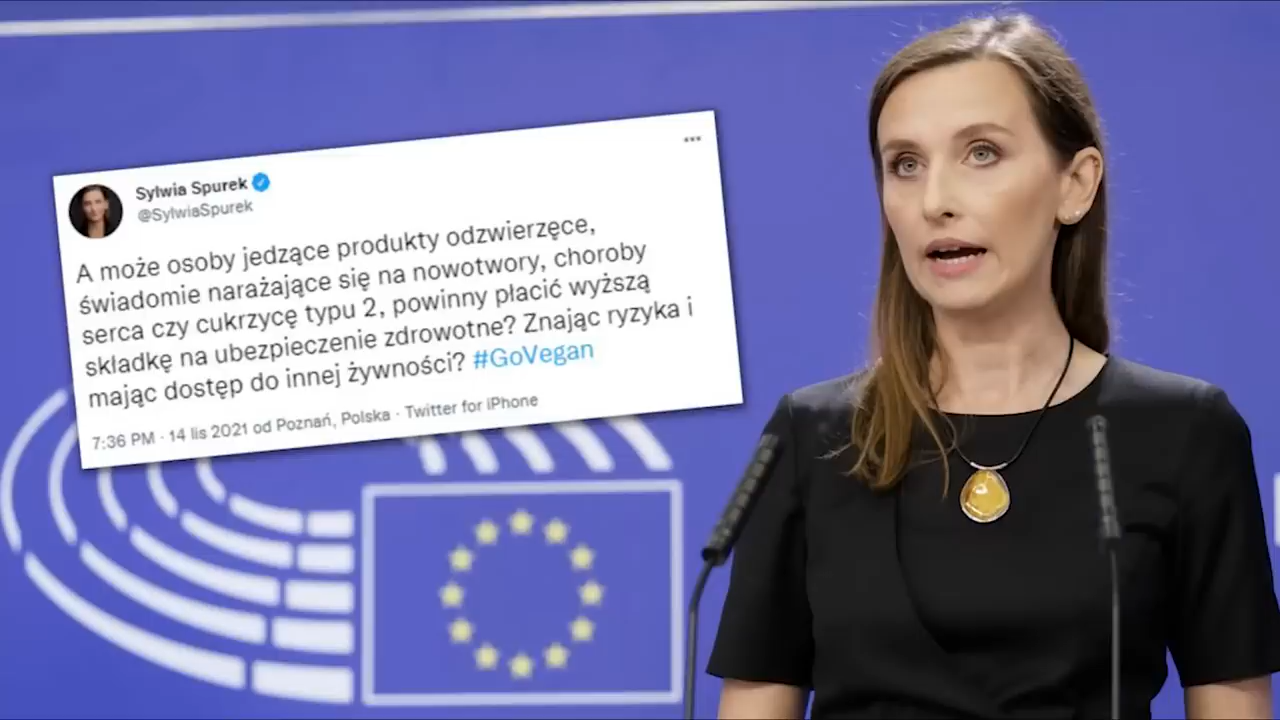 Sylwia Spurek
@SylwiaSpurek
A może osoby jedzące produkty odzwierzęce,
świadomie narażające się na nowotwory, choroby
serca czy cukrzycę typu 2, powinny płacić wyższą
składkę na ubezpieczenie zdrowotne? Znając ryzyka i
mając dostęp do innej żywności? #GoVegan
7:36 PM · 14 lis 2021 od Poznań, Polska · Twitter for iPhone